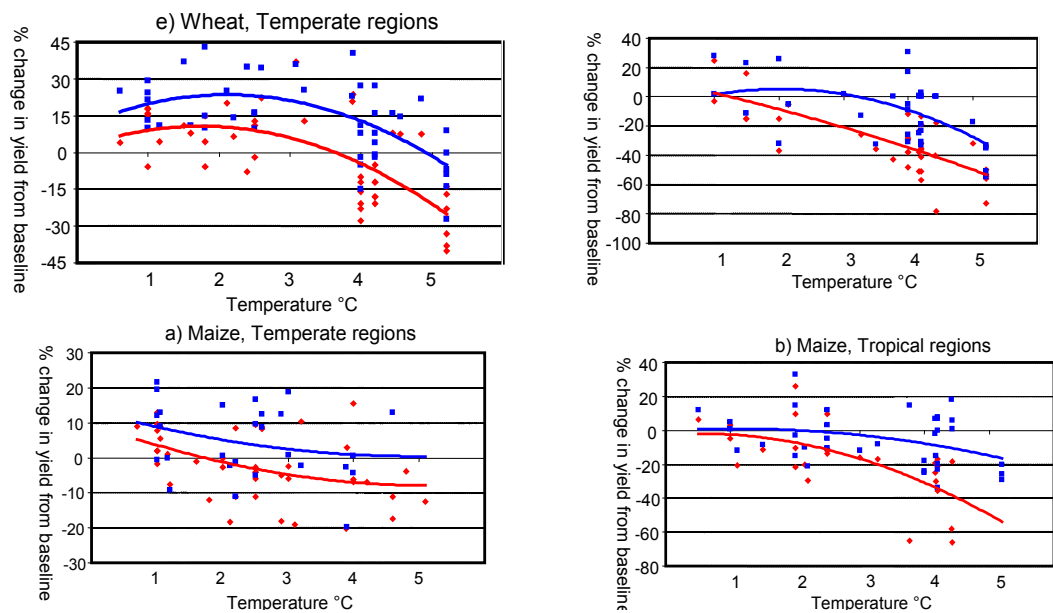 e) Wheat, Temperate regions
% change in yield from baseline
45
30
15
0
-15
-30
-45
1 2 3 4 5
Temperature °C
% change in yield from baseline
40
20
0
-20
-40
-60
-80
-100
1 2 3 4 5
Temperature °C
a) Maize, Temperate regions
% change in yield from baseline
30
20
10
0
-10
-20
-30
1 2 3 4 5
Temperature °C
b) Maize, Tropical regions
% change in yield from baseline
40
20
0
-20
-40
-60
-80
1 2 3 4 5
Temperature °C